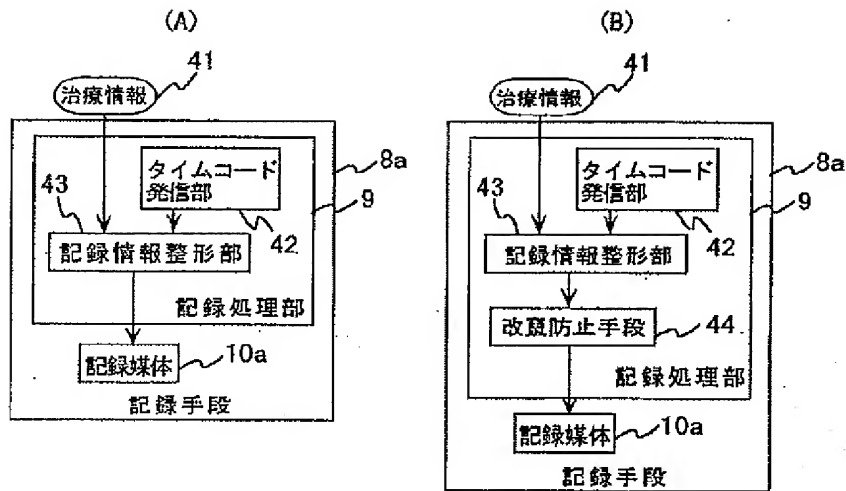 (A)
41
治療情報
8a
タイムコード
発信部
9
43
42
記録情報整形部
記録処理部
記録媒体
10a
記録手段
(B)
41
治療情報
8a
タイムコード
発信部
9
43
42
記録情報整形部
改竄防止手段
44
記録処理部
記録媒体
10a
記録手段